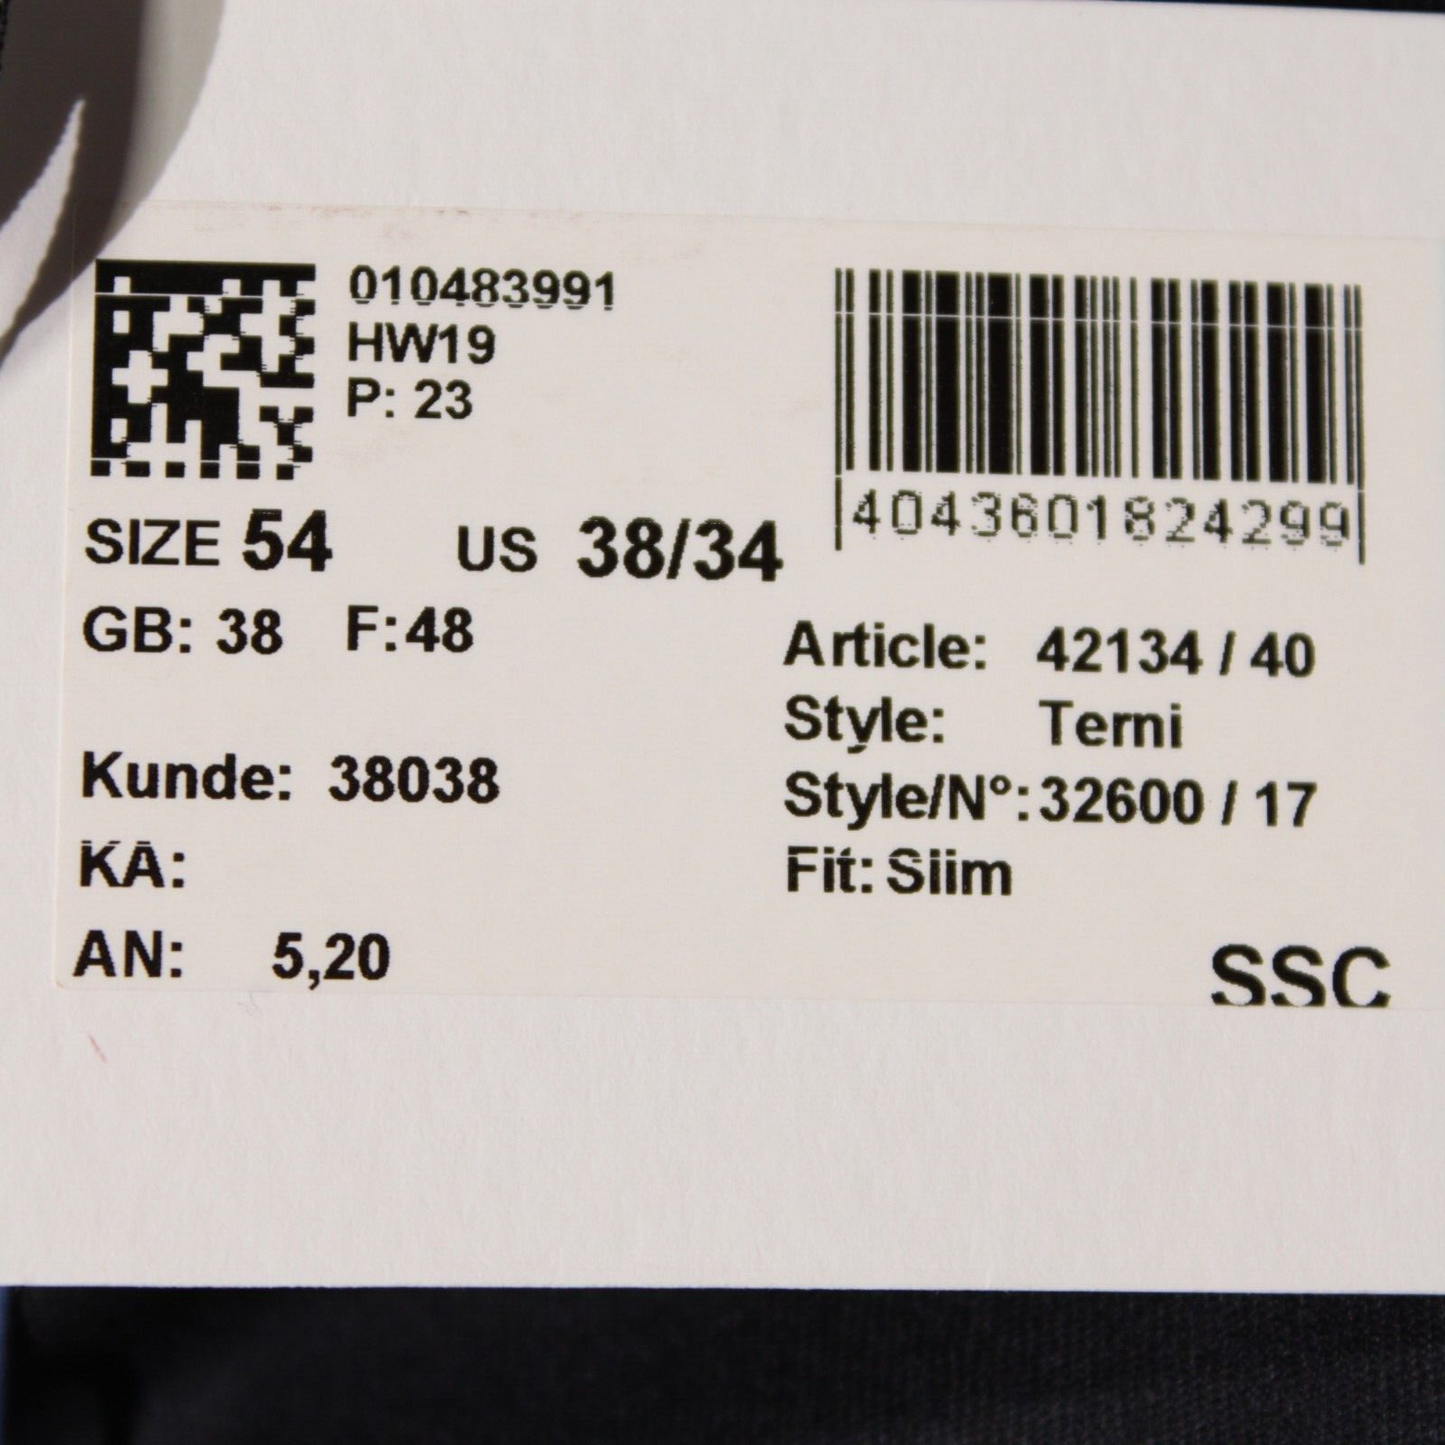 010483991
HW19
P: 23
4043601824299
SIZE 54 US 38/34
GB: 38 F:48
Article: 42134 / 40
Style: Terni
Kunde: 38038
Style/N°:32600 / 17
KA:
Fit: Slim
AN: 5,20
SSC